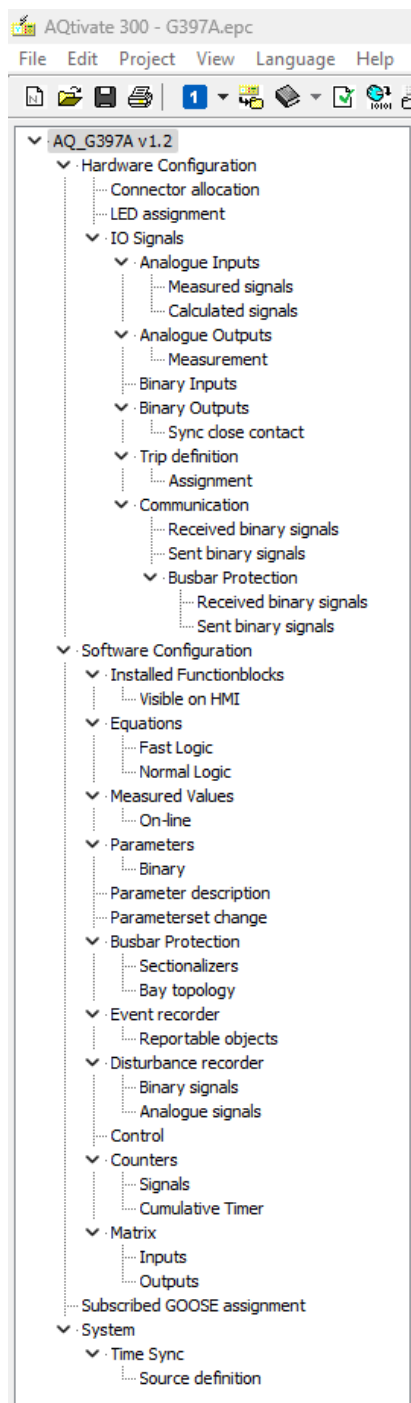 AQtivate 300 - G397A.epc
File Edit Project View Language Help
N 1 10101
AQ_G397A v1.2
Hardware Configuration
Connector allocation
LED assignment
IO Signals
Analogue Inputs
Measured signals
Calculated signals
Analogue Outputs
Measurement
Binary Inputs
Binary Outputs
Sync close contact
Trip definition
Assignment
Communication
Received binary signals
Sent binary signals
Busbar Protection
Received binary signals
Sent binary signals
Software Configuration
Installed Functionblocks
Visible on HMI
Equations
Fast Logic
Normal Logic
Measured Values
On-line
Parameters
Binary
Parameter description
Parameterset change
Busbar Protection
Sectionalizers
Bay topology
Event recorder
Reportable objects
Disturbance recorder
Binary signals
Analogue signals
Control
Counters
Signals
Cumulative Timer
Matrix
Inputs
Outputs
Subscribed GOOSE assignment
System
Time Sync
Source definition